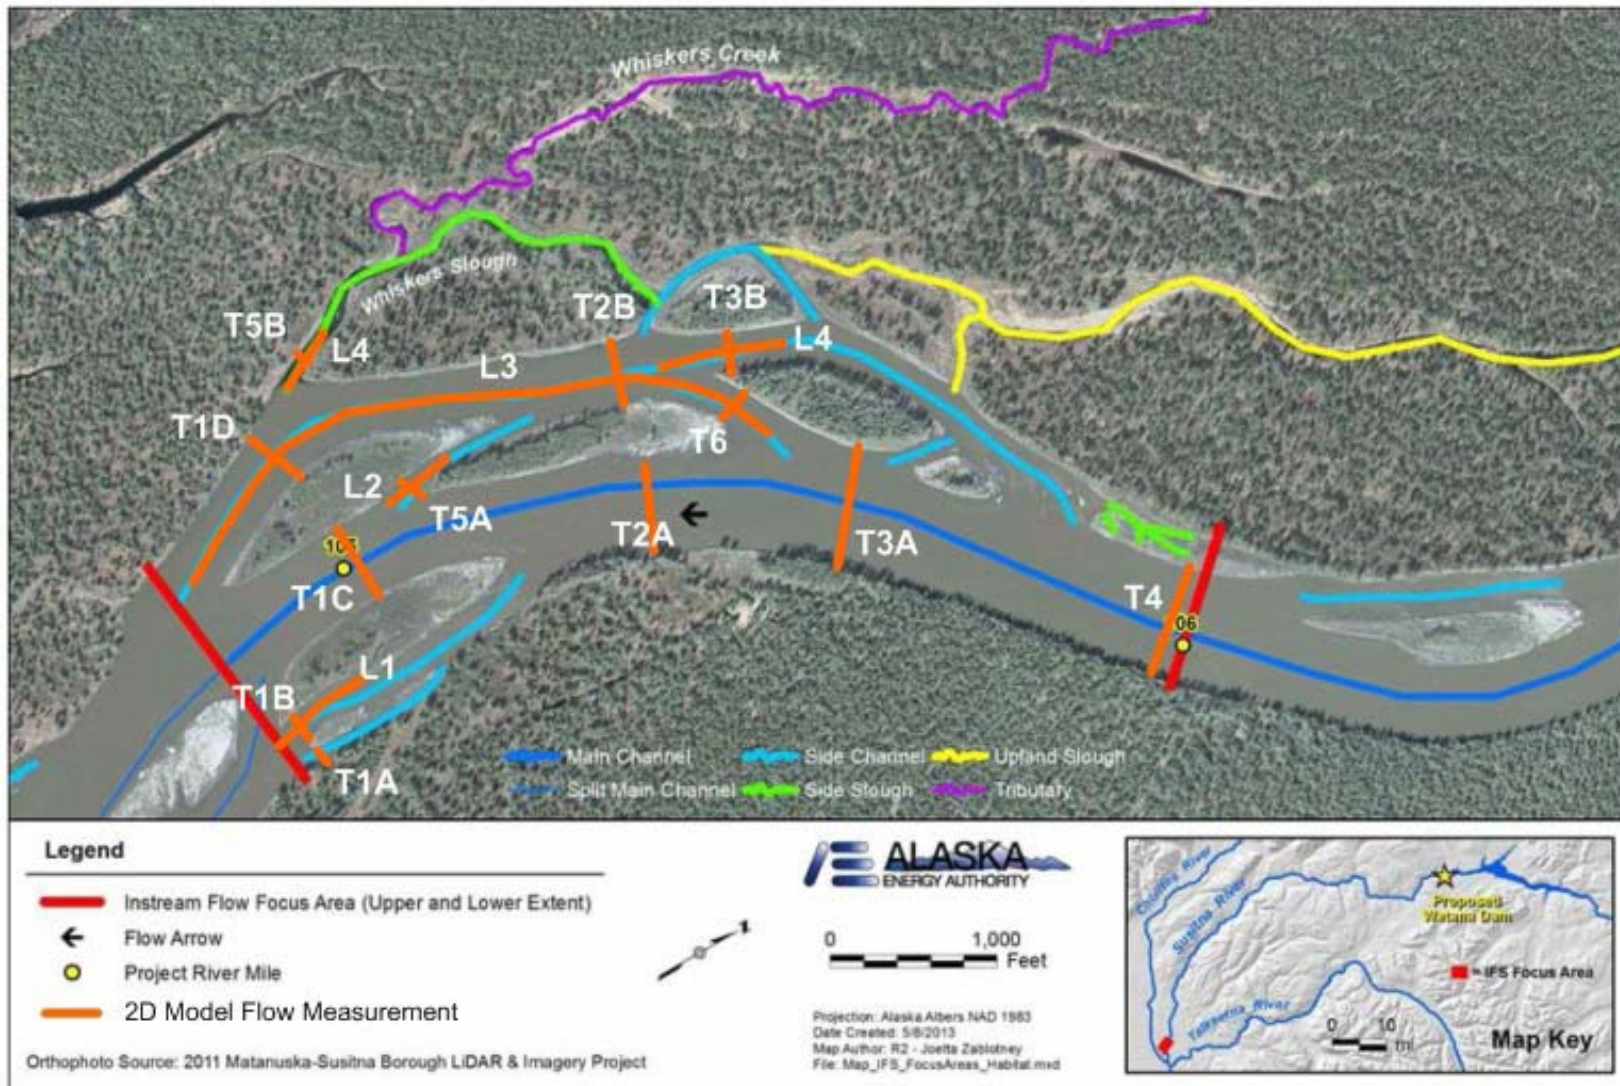 Whiskers Creek
Whiskers Slough
T2B
T3B
T5B
L4
L3
L4
T1D
T6
L2
T5A
T2A
T3A
105
T1C
T4
06
L1
T1B
T1A
Main Channel
Side Channel
Upland Slough
Split Main Channel
Side Slough
Tributary
Legend
Instream Flow Focus Area (Upper and Lower Extent)
Flow Arrow
Project River Mile
2D Model Flow Measurement
Orthophoto Source: 2011 Matanuska-Susitna Borough LiDAR & Imagery Project
ALASKA
ENERGY AUTHORITY
0 1,000
Feet
Projection: Alaska Albers NAD 1983
Date Created: 5/8/2013
Map Author: R2 - Joetta Zablotney
File: Map_IFS_FocusAreas_Habitat.mxd
Chulitna River
Susitna River
Proposed
Watana Dam
= IFS Focus Area
Talkeetna River
0 10
mi
Map Key